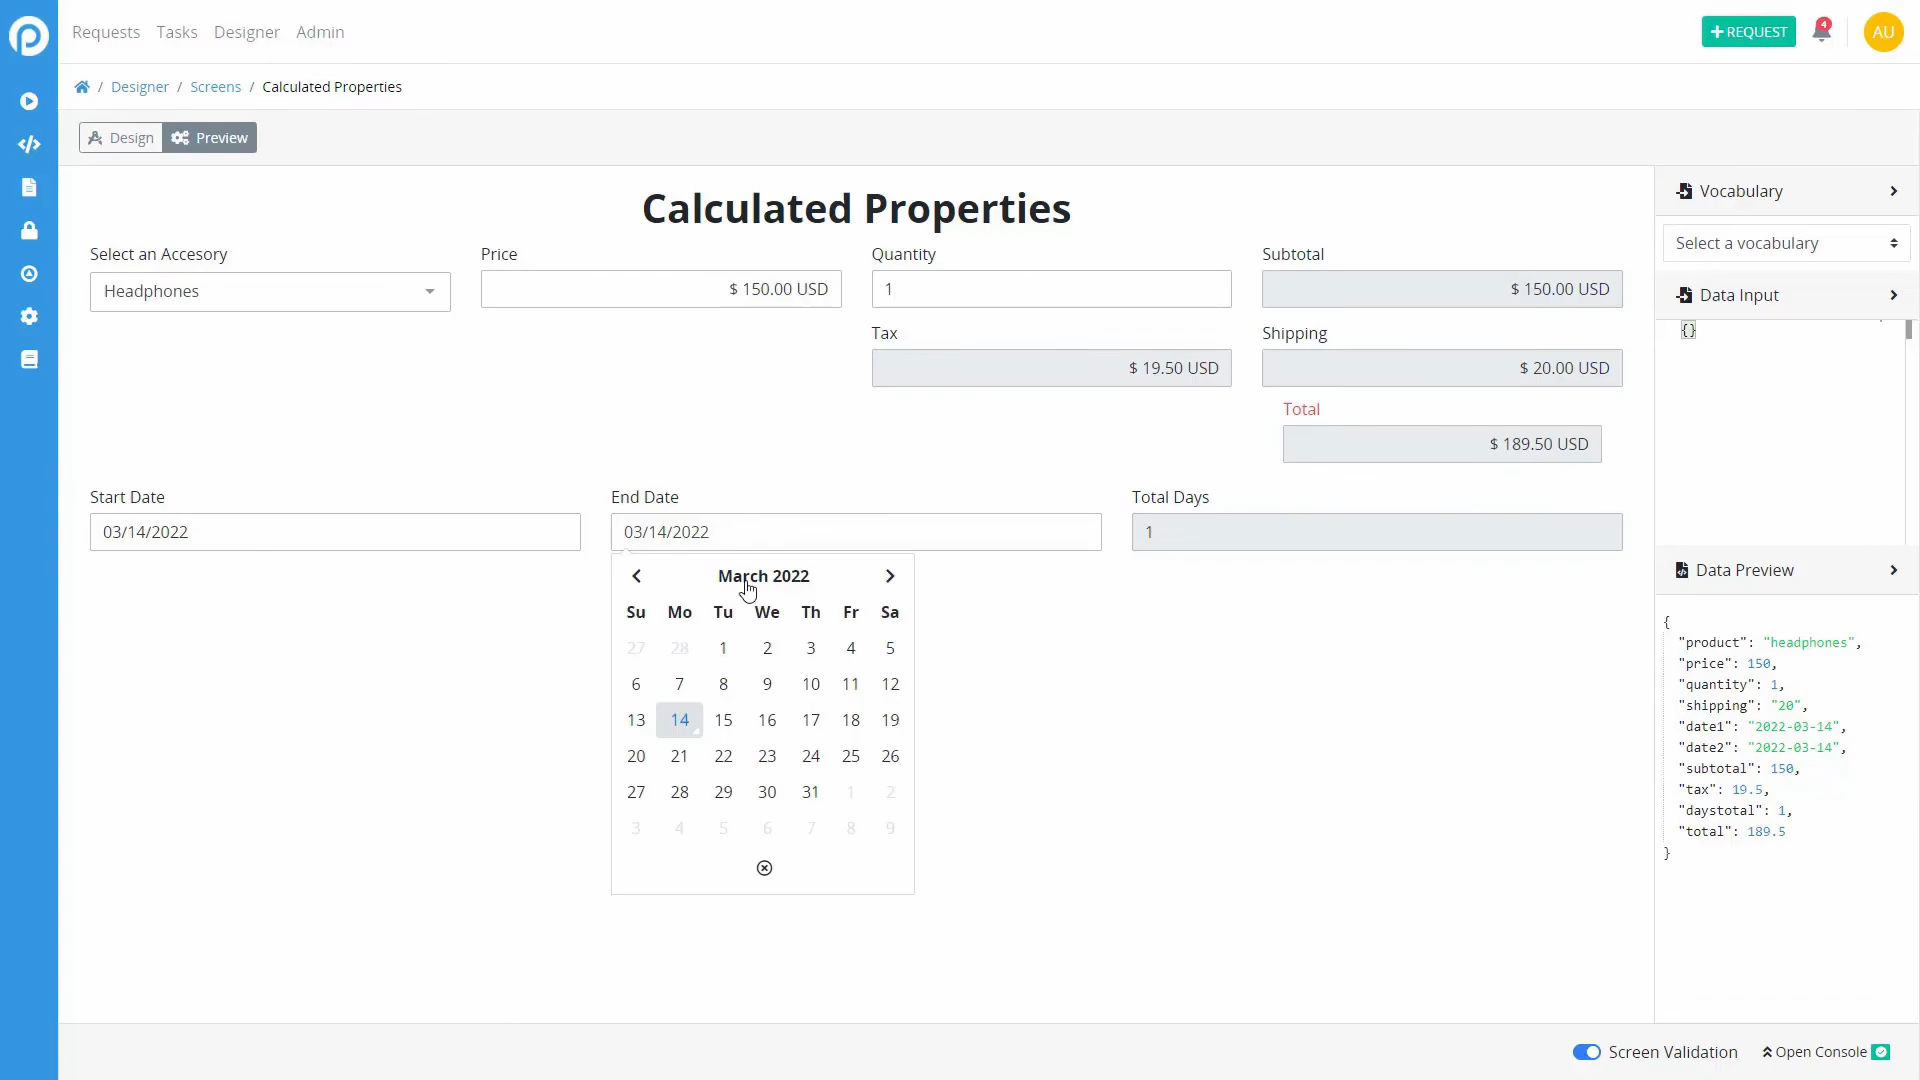 Requests Tasks Designer Admin
+ REQUEST
4
AU
/ Designer / Screens / Calculated Properties
Design Preview
Calculated Properties
Select an Accesory
Headphones
Price
$ 150.00 USD
Quantity
1
Subtotal
$ 150.00 USD
Tax
$ 19.50 USD
Shipping
$ 20.00 USD
Total
$ 189.50 USD
Start Date
03/14/2022
End Date
03/14/2022
Total Days
1
March 2022
Su Mo Tu We Th Fr Sa
27 28 1 2 3 4 5
6 7 8 9 10 11 12
13 14 15 16 17 18 19
20 21 22 23 24 25 26
27 28 29 30 31 1 2
3 4 5 6 7 8 9
Vocabulary
Select a vocabulary
Data Input
{}
Data Preview
{
"product": "headphones",
"price": 150,
"quantity": 1,
"shipping": "20",
"date1": "2022-03-14",
"date2": "2022-03-14",
"subtotal": 150,
"tax": 19.5,
"daystotal": 1,
"total": 189.5
}
Screen Validation
Open Console